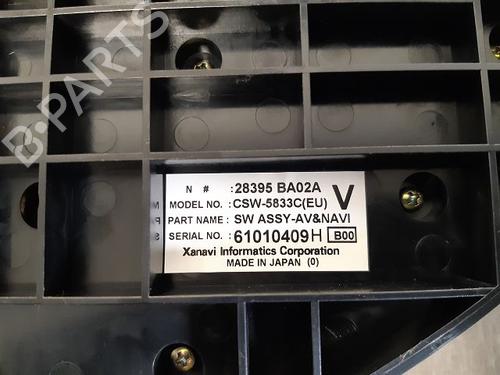 B-PARTS
N # :28395 BA02A
MODEL NO. :CSW-5833C(EU) V
PART NAME: SW ASSY-AV&NAVI
SERIAL NO. :61010409H B00
Xanavi Informatics Corporation
MADE IN JAPAN (0)